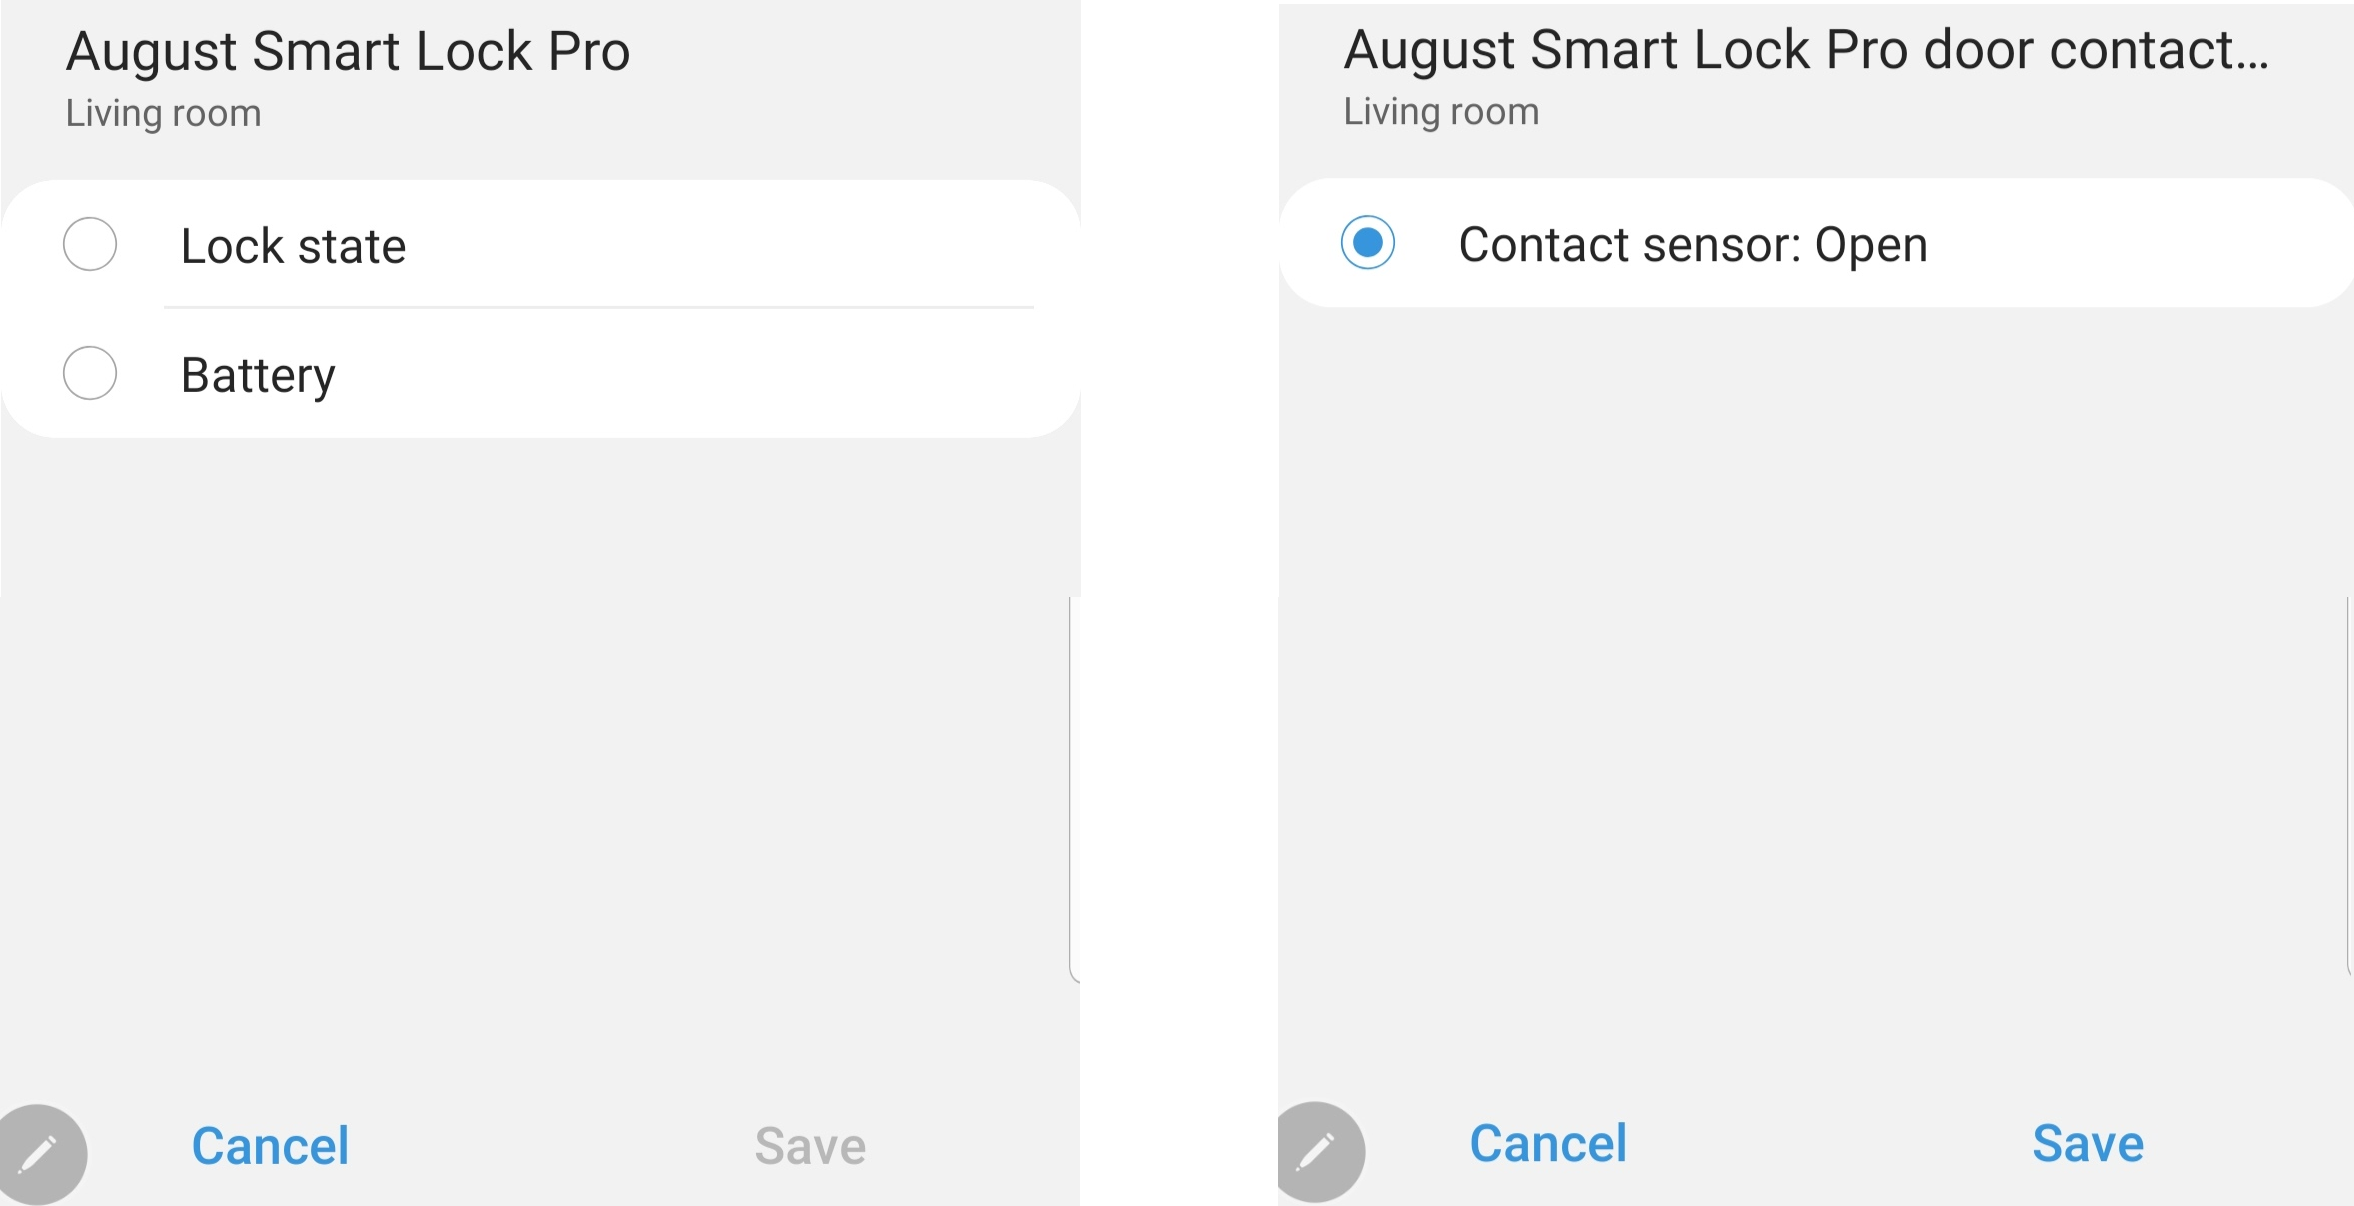 August Smart Lock Pro
Living room
Lock state
Battery
Cancel
Save
August Smart Lock Pro door contact...
Living room
Contact sensor: Open
Cancel
Save